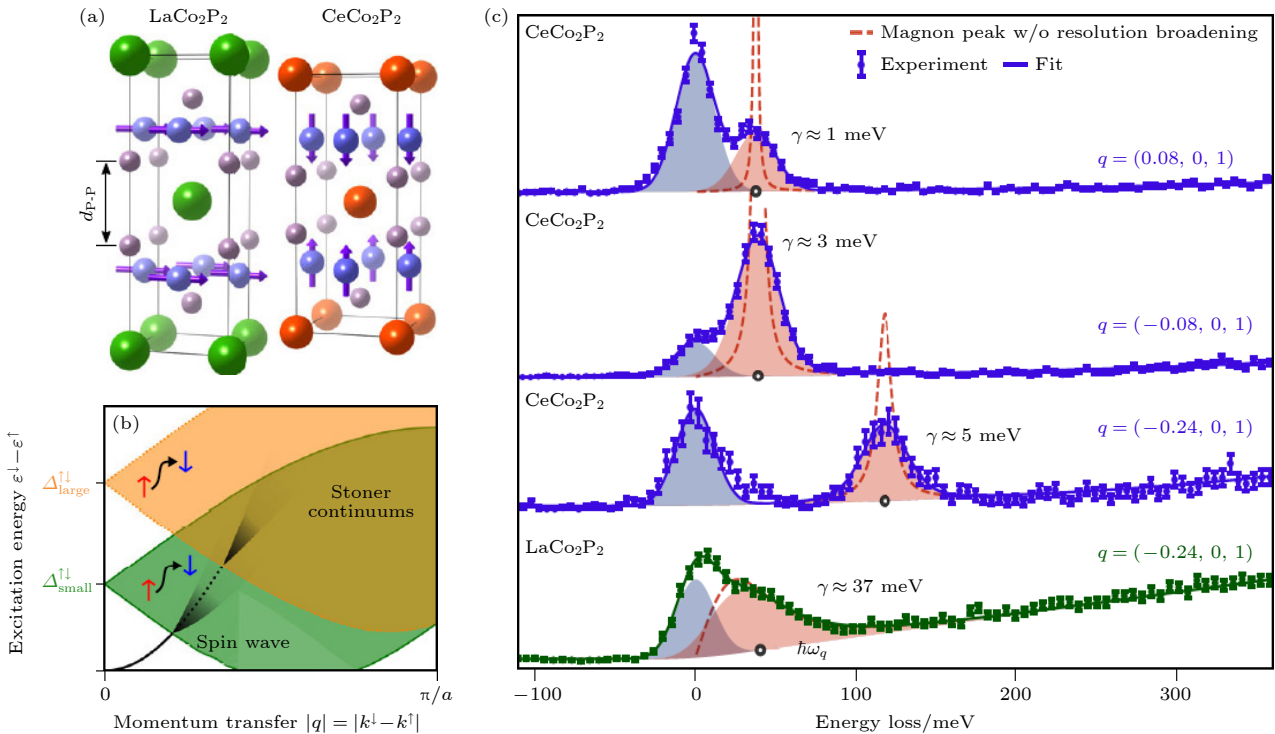 (a)
LaCo₂P₂
CeCo₂P₂
d_P-P
(b)
Excitation energy ε↓−ε↑
Δ↑↓large
Δ↑↓small
Stoner
continuums
Spin wave
0
π/a
Momentum transfer |q| = |k↓−k↑|
(c)
CeCo₂P₂
Magnon peak w/o resolution broadening
Experiment
Fit
γ ≈ 1 meV
q = (0.08, 0, 1)
CeCo₂P₂
γ ≈ 3 meV
q = (−0.08, 0, 1)
CeCo₂P₂
γ ≈ 5 meV
q = (−0.24, 0, 1)
LaCo₂P₂
q = (−0.24, 0, 1)
γ ≈ 37 meV
ℏω_q
−100
0
100
200
300
Energy loss/meV